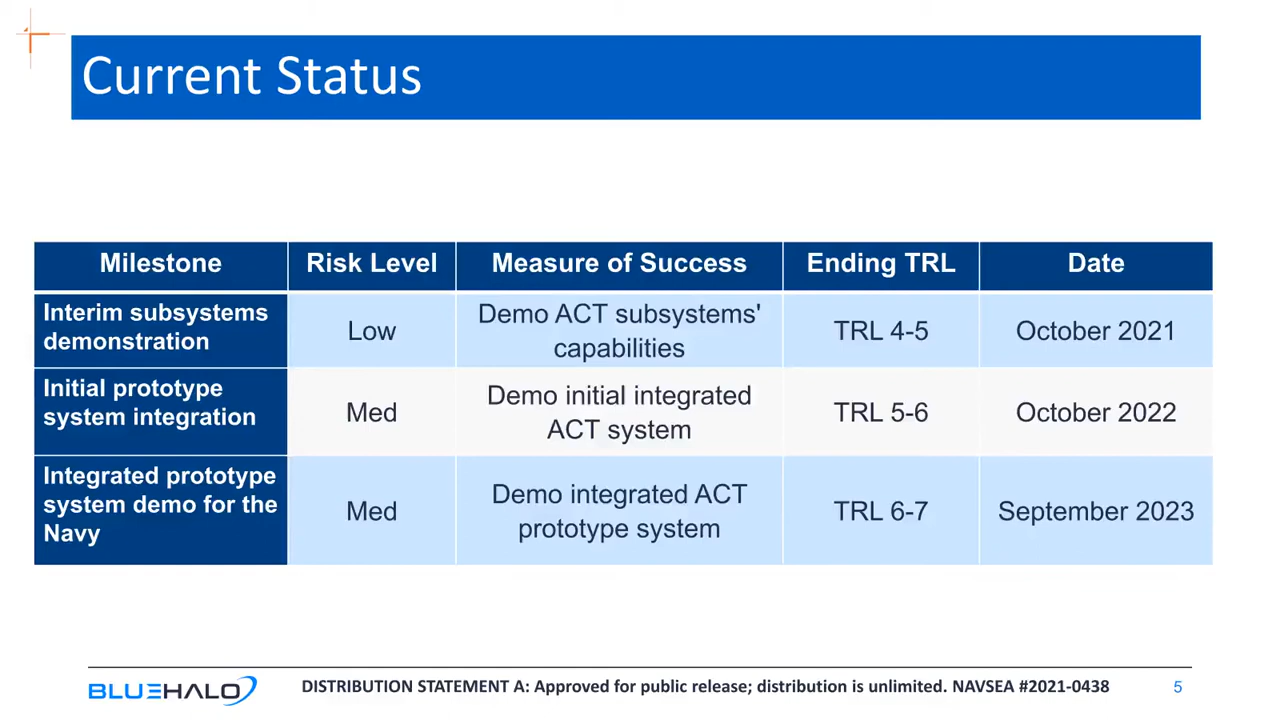 Current Status
Milestone
Risk Level
Measure of Success
Ending TRL
Date
Interim subsystems
demonstration
Low
Demo ACT subsystems'
capabilities
TRL 4-5
October 2021
Initial prototype
system integration
Med
Demo initial integrated
ACT system
TRL 5-6
October 2022
Integrated prototype
system demo for the
Navy
Med
Demo integrated ACT
prototype system
TRL 6-7
September 2023
BLUEHALO
DISTRIBUTION STATEMENT A: Approved for public release; distribution is unlimited. NAVSEA #2021-0438
5